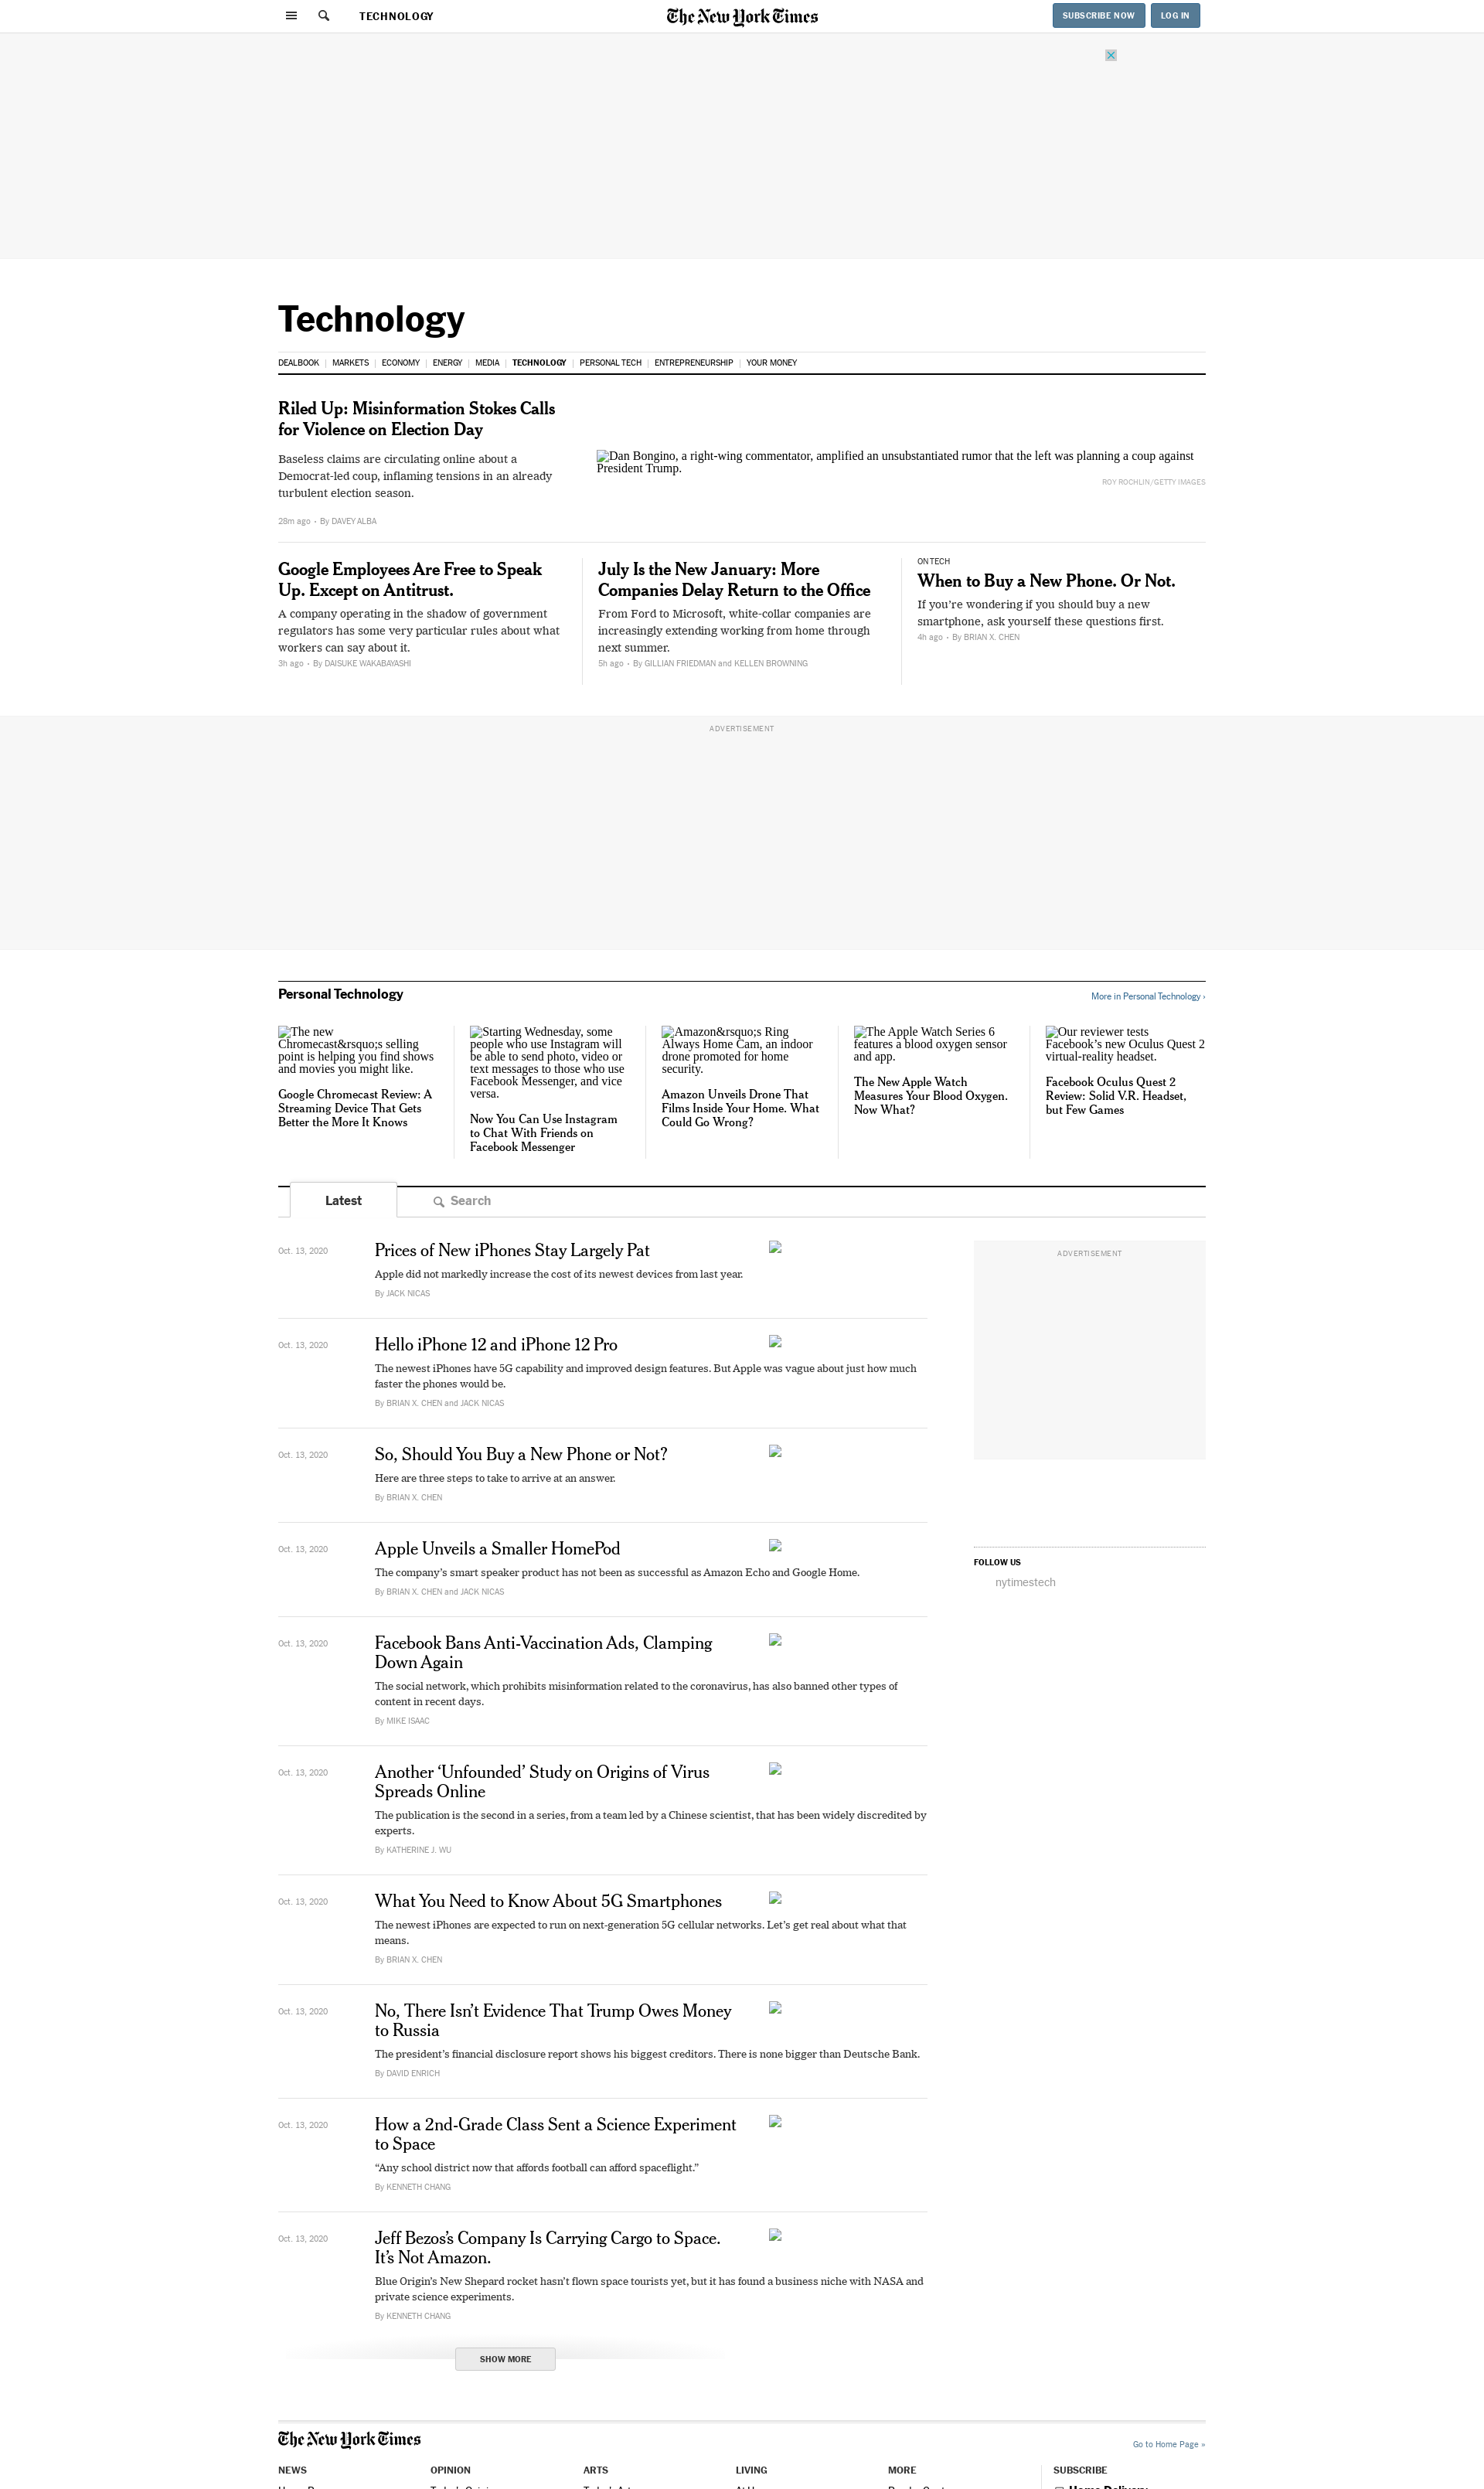 TECHNOLOGY
The New York Times
SUBSCRIBE NOW
LOG IN
Technology
DEALBOOK | MARKETS | ECONOMY | ENERGY | MEDIA | TECHNOLOGY | PERSONAL TECH | ENTREPRENEURSHIP | YOUR MONEY
Riled Up: Misinformation Stokes Calls
for Violence on Election Day
Baseless claims are circulating online about a
Democrat-led coup, inflaming tensions in an already
turbulent election season.
28m ago • By DAVEY ALBA
Dan Bongino, a right-wing commentator, amplified an unsubstantiated rumor that the left was planning a coup against
President Trump.
ROY ROCHLIN/GETTY IMAGES
Google Employees Are Free to Speak
Up. Except on Antitrust.
A company operating in the shadow of government
regulators has some very particular rules about what
workers can say about it.
3h ago • By DAISUKE WAKABAYASHI
July Is the New January: More
Companies Delay Return to the Office
From Ford to Microsoft, white-collar companies are
increasingly extending working from home through
next summer.
5h ago • By GILLIAN FRIEDMAN and KELLEN BROWNING
ON TECH
When to Buy a New Phone. Or Not.
If you’re wondering if you should buy a new
smartphone, ask yourself these questions first.
4h ago • By BRIAN X. CHEN
ADVERTISEMENT
Personal Technology
More in Personal Technology ›
The new
Chromecast&rsquo;s selling
point is helping you find shows
and movies you might like.
Google Chromecast Review: A
Streaming Device That Gets
Better the More It Knows
Starting Wednesday, some
people who use Instagram will
be able to send photo, video or
text messages to those who use
Facebook Messenger, and vice
versa.
Now You Can Use Instagram
to Chat With Friends on
Facebook Messenger
Amazon&rsquo;s Ring
Always Home Cam, an indoor
drone promoted for home
security.
Amazon Unveils Drone That
Films Inside Your Home. What
Could Go Wrong?
The Apple Watch Series 6
features a blood oxygen sensor
and app.
The New Apple Watch
Measures Your Blood Oxygen.
Now What?
Our reviewer tests
Facebook’s new Oculus Quest 2
virtual-reality headset.
Facebook Oculus Quest 2
Review: Solid V.R. Headset,
but Few Games
Latest
Search
Oct. 13, 2020
Prices of New iPhones Stay Largely Pat
Apple did not markedly increase the cost of its newest devices from last year.
By JACK NICAS
Oct. 13, 2020
Hello iPhone 12 and iPhone 12 Pro
The newest iPhones have 5G capability and improved design features. But Apple was vague about just how much
faster the phones would be.
By BRIAN X. CHEN and JACK NICAS
Oct. 13, 2020
So, Should You Buy a New Phone or Not?
Here are three steps to take to arrive at an answer.
By BRIAN X. CHEN
Oct. 13, 2020
Apple Unveils a Smaller HomePod
The company’s smart speaker product has not been as successful as Amazon Echo and Google Home.
By BRIAN X. CHEN and JACK NICAS
Oct. 13, 2020
Facebook Bans Anti-Vaccination Ads, Clamping
Down Again
The social network, which prohibits misinformation related to the coronavirus, has also banned other types of
content in recent days.
By MIKE ISAAC
Oct. 13, 2020
Another ‘Unfounded’ Study on Origins of Virus
Spreads Online
The publication is the second in a series, from a team led by a Chinese scientist, that has been widely discredited by
experts.
By KATHERINE J. WU
Oct. 13, 2020
What You Need to Know About 5G Smartphones
The newest iPhones are expected to run on next-generation 5G cellular networks. Let’s get real about what that
means.
By BRIAN X. CHEN
Oct. 13, 2020
No, There Isn’t Evidence That Trump Owes Money
to Russia
The president’s financial disclosure report shows his biggest creditors. There is none bigger than Deutsche Bank.
By DAVID ENRICH
Oct. 13, 2020
How a 2nd-Grade Class Sent a Science Experiment
to Space
“Any school district now that affords football can afford spaceflight.”
By KENNETH CHANG
Oct. 13, 2020
Jeff Bezos’s Company Is Carrying Cargo to Space.
It’s Not Amazon.
Blue Origin’s New Shepard rocket hasn’t flown space tourists yet, but it has found a business niche with NASA and
private science experiments.
By KENNETH CHANG
SHOW MORE
ADVERTISEMENT
FOLLOW US
nytimestech
The New York Times
Go to Home Page »
NEWS
OPINION
ARTS
LIVING
MORE
SUBSCRIBE